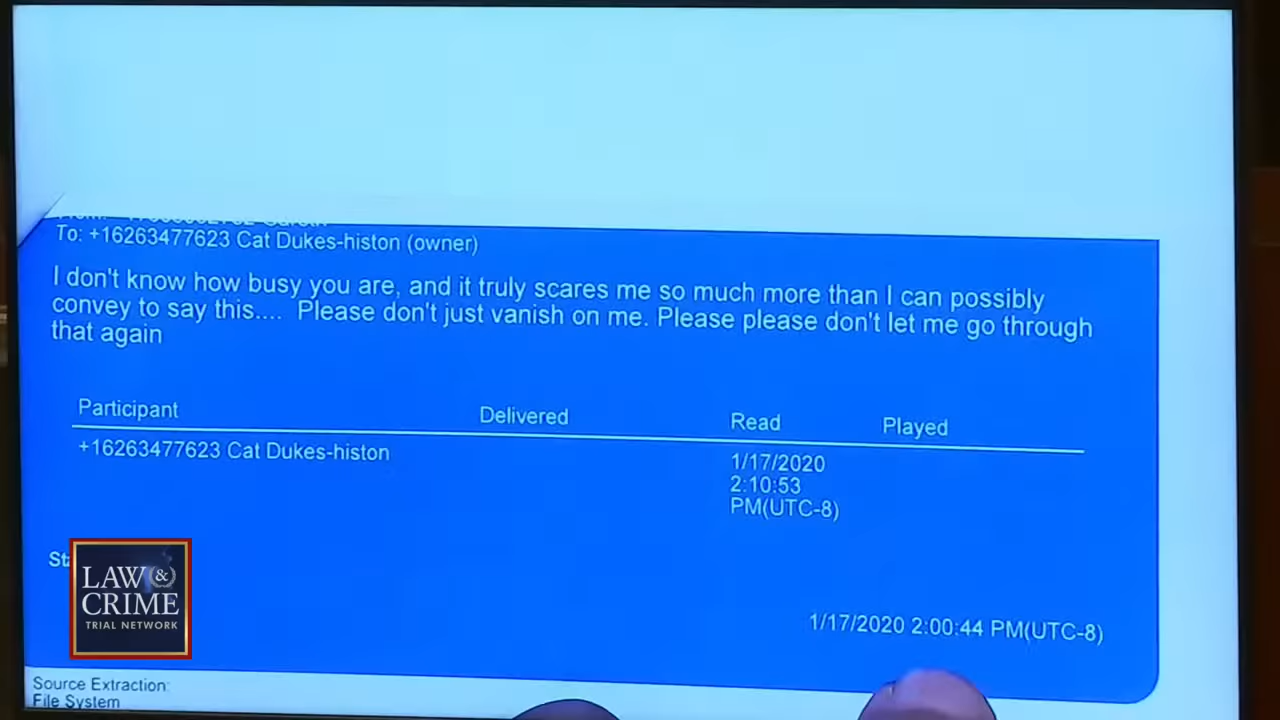 To: +16263477623 Cat Dukes-histon (owner)
I don't know how busy you are, and it truly scares me so much more than I can possibly
convey to say this.... Please don't just vanish on me. Please please don't let me go through
that again
Participant Delivered Read Played
+16263477623 Cat Dukes-histon 1/17/2020
2:10:53
PM(UTC-8)
LAW &
CRIME
TRIAL NETWORK
1/17/2020 2:00:44 PM(UTC-8)
Source Extraction:
File System